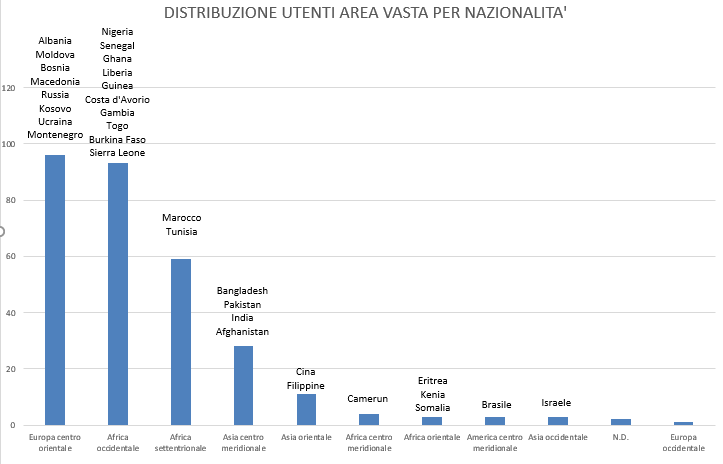 DISTRIBUZIONE UTENTI AREA VASTA PER NAZIONALITA'
Albania
Moldova
Bosnia
Macedonia
Russia
Kosovo
Ucraina
Montenegro
Nigeria
Senegal
Ghana
Liberia
Guinea
Costa d'Avorio
Gambia
Togo
Burkina Faso
Sierra Leone
Marocco
Tunisia
Bangladesh
Pakistan
India
Afghanistan
Cina
Filippine
Camerun
Eritrea
Kenia
Somalia
Brasile
Israele
120
100
80
60
40
20
0
Europa centro
orientale
Africa
occidentale
Africa
settentrionale
Asia centro
meridionale
Asia orientale
Africa centro
meridionale
Africa orientale
America centro
meridionale
Asia occidentale
N.D.
Europa
occidentale